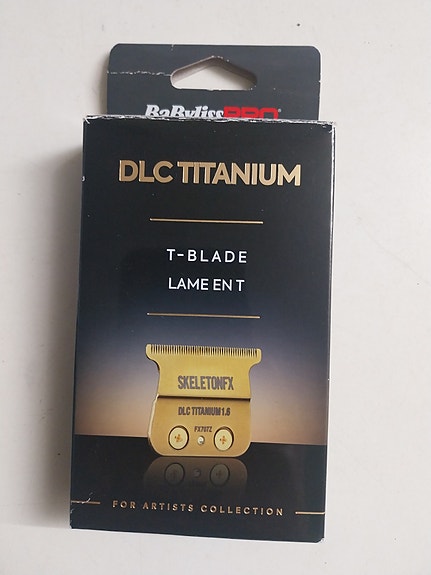 BaBylissPRO®
DLC TITANIUM
T-BLADE
LAME EN T
SKELETONFX
DLC TITANIUM 1.6
FX707Z
FOR ARTISTS COLLECTION